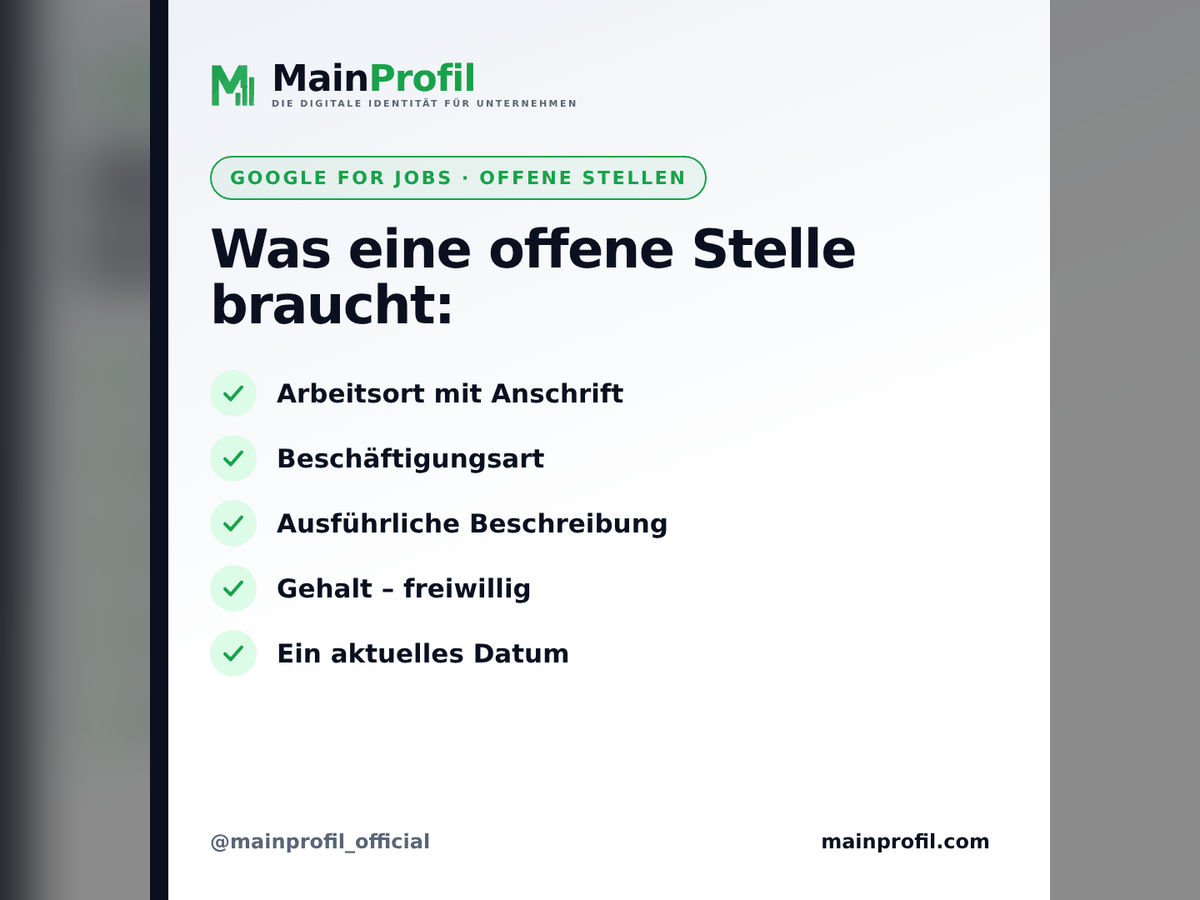 MainProfil
DIE DIGITALE IDENTITÄT FÜR UNTERNEHMEN
GOOGLE FOR JOBS · OFFENE STELLEN
Was eine offene Stelle
braucht:
Arbeitsort mit Anschrift
Beschäftigungsart
Ausführliche Beschreibung
Gehalt – freiwillig
Ein aktuelles Datum
@mainprofil_official
mainprofil.com